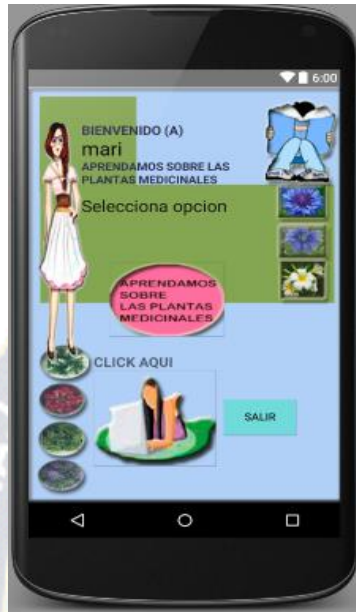 6:00
BIENVENIDO (A)
mari
APRENDAMOS SOBRE LAS
PLANTAS MEDICINALES
Selecciona opcion
APRENDAMOS
SOBRE
LAS PLANTAS
MEDICINALES
CLICK AQUI
SALIR